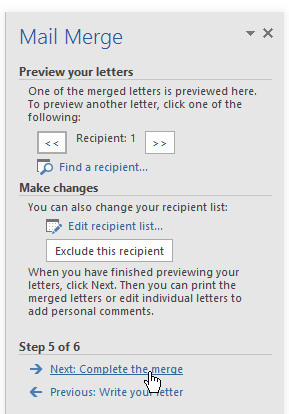 Mail Merge
Preview your letters
One of the merged letters is previewed here.
To preview another letter, click one of the
following:
<< Recipient: 1 >>
Find a recipient...
Make changes
You can also change your recipient list:
Edit recipient list...
Exclude this recipient
When you have finished previewing your
letters, click Next. Then you can print the
merged letters or edit individual letters to
add personal comments.
Step 5 of 6
Next: Complete the merge
Previous: Write your letter